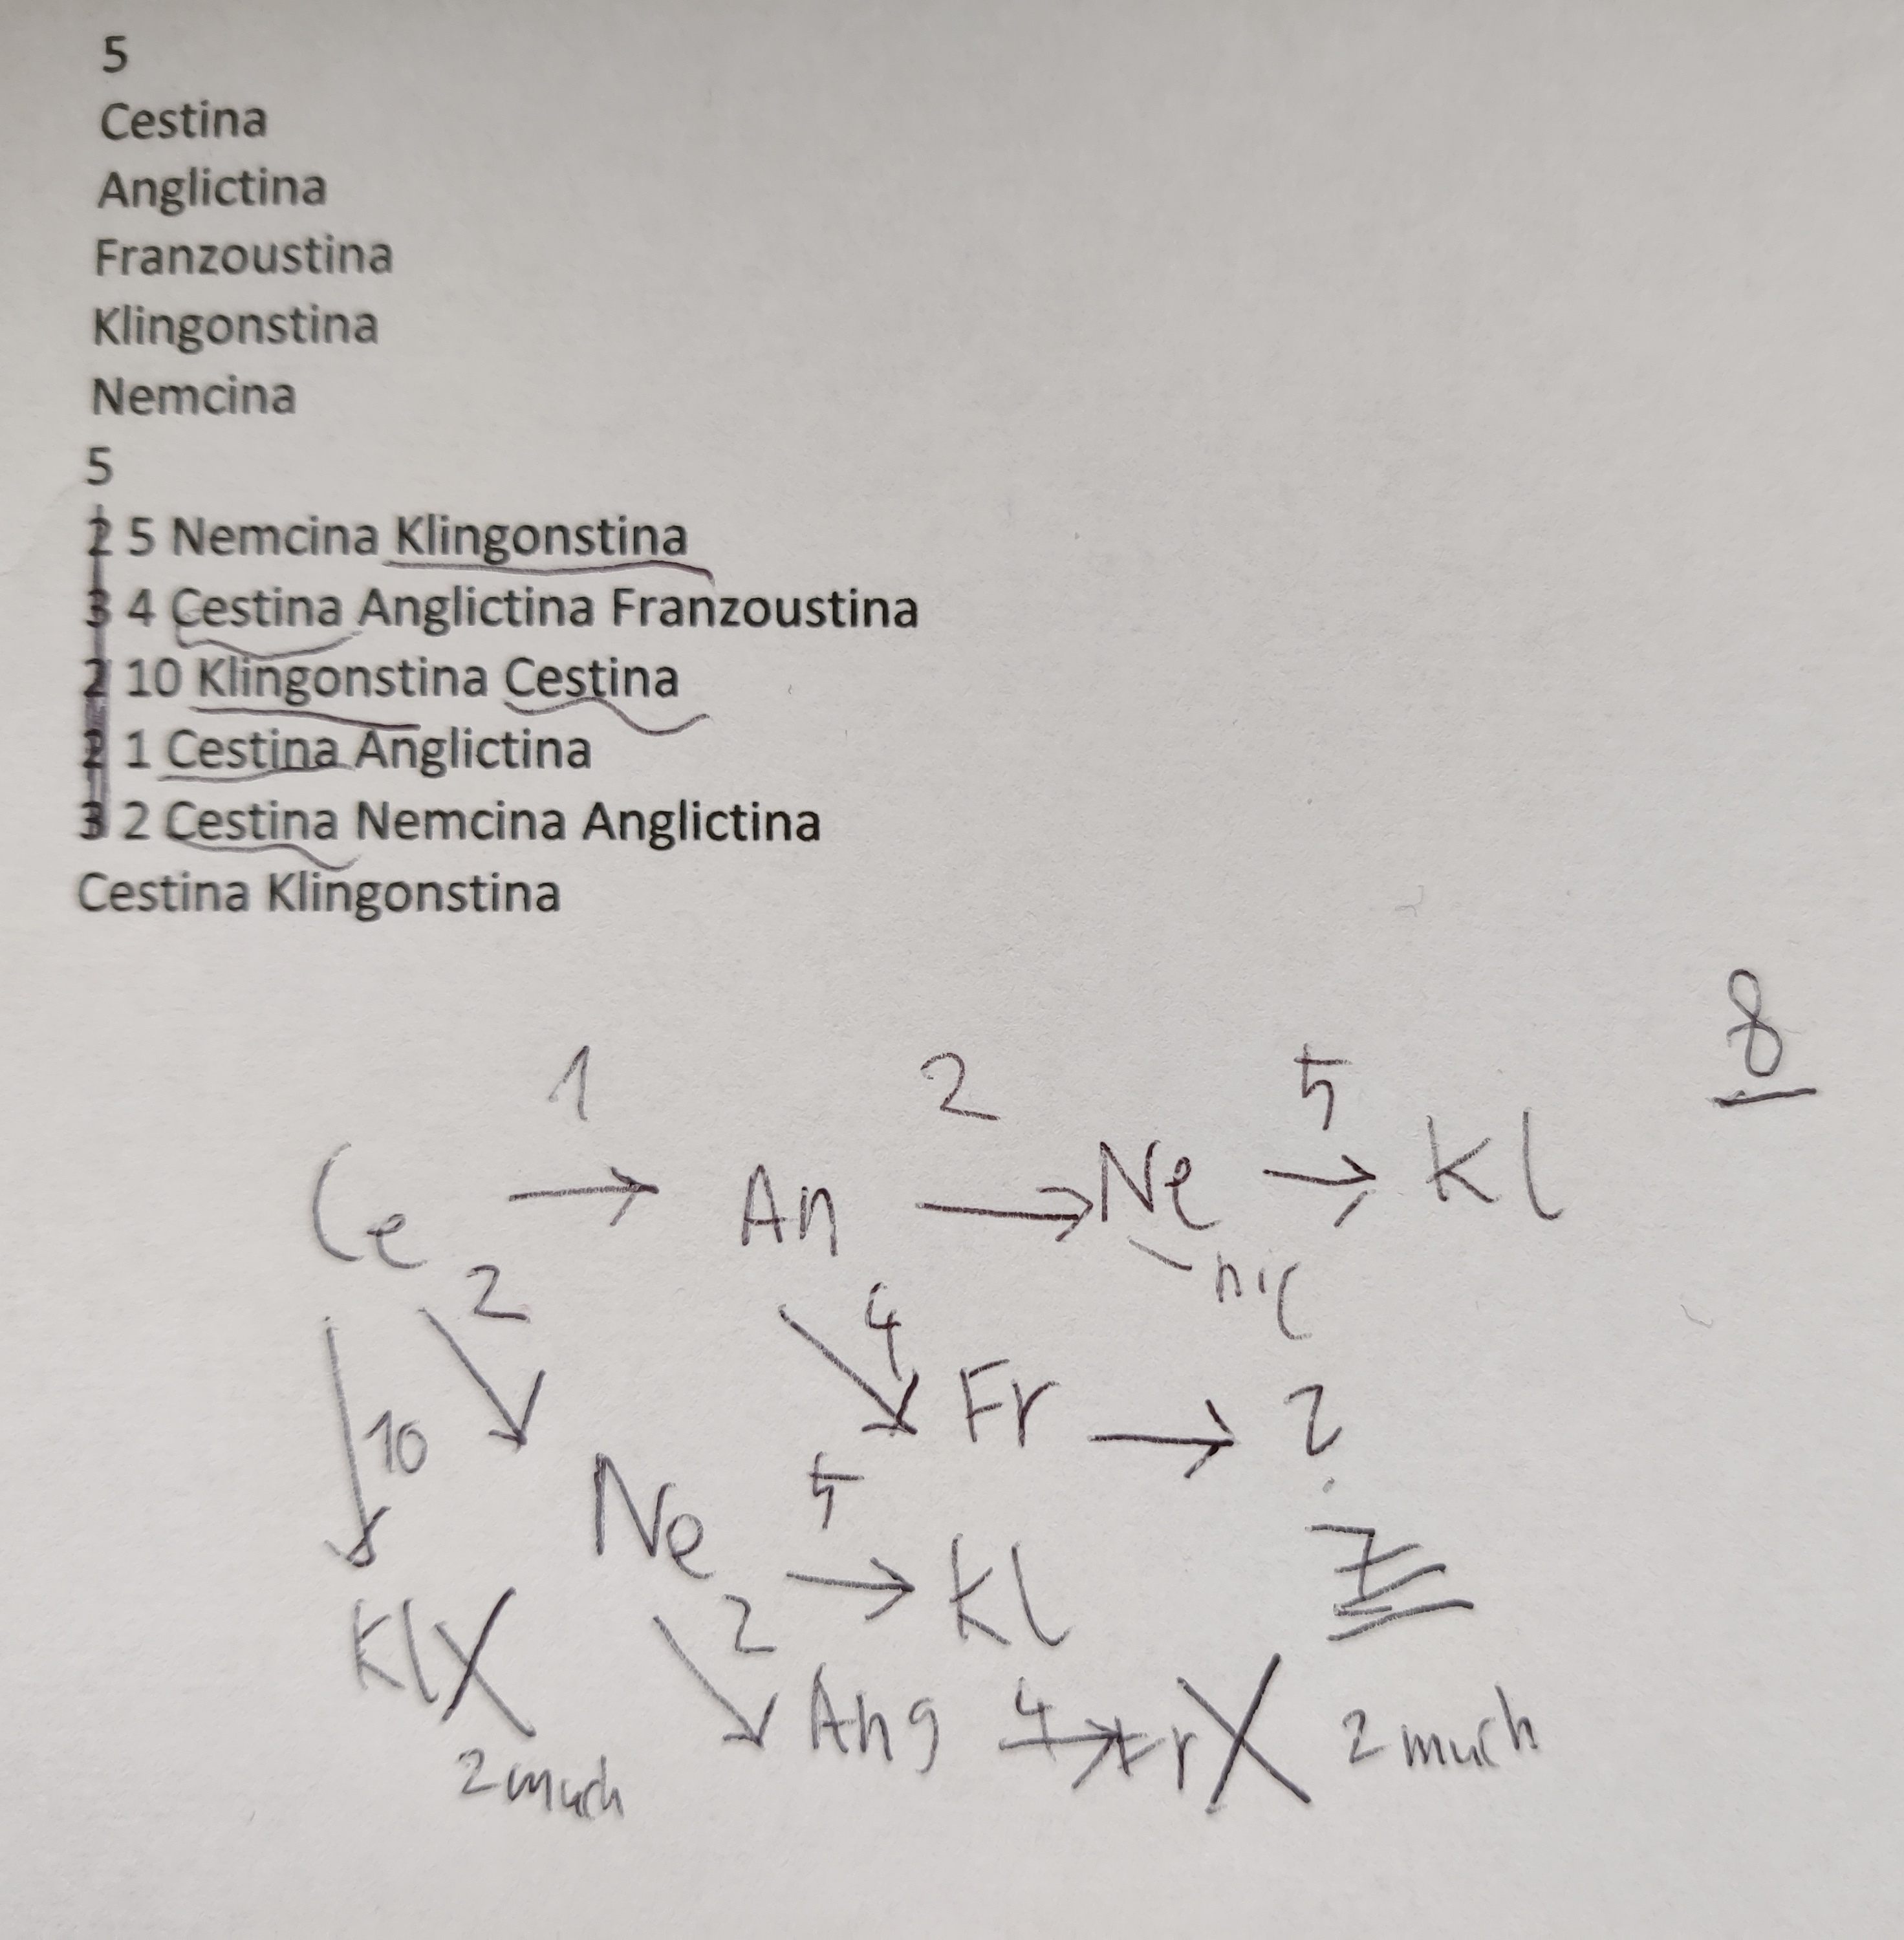 5
Cestina
Anglictina
Franzoustina
Klingonstina
Nemcina
5
2 5 Nemcina Klingonstina
3 4 Cestina Anglictina Franzoustina
2 10 Klingonstina Cestina
2 1 Cestina Anglictina
3 2 Cestina Nemcina Anglictina
Cestina Klingonstina
8
1 2 5
Ce → An → Ne → Kl
2 4 nic
10 Fr → ?
Ne 5 → Kl 7
Kl X 2 Ang 4 → Fr X 2 much
2 much